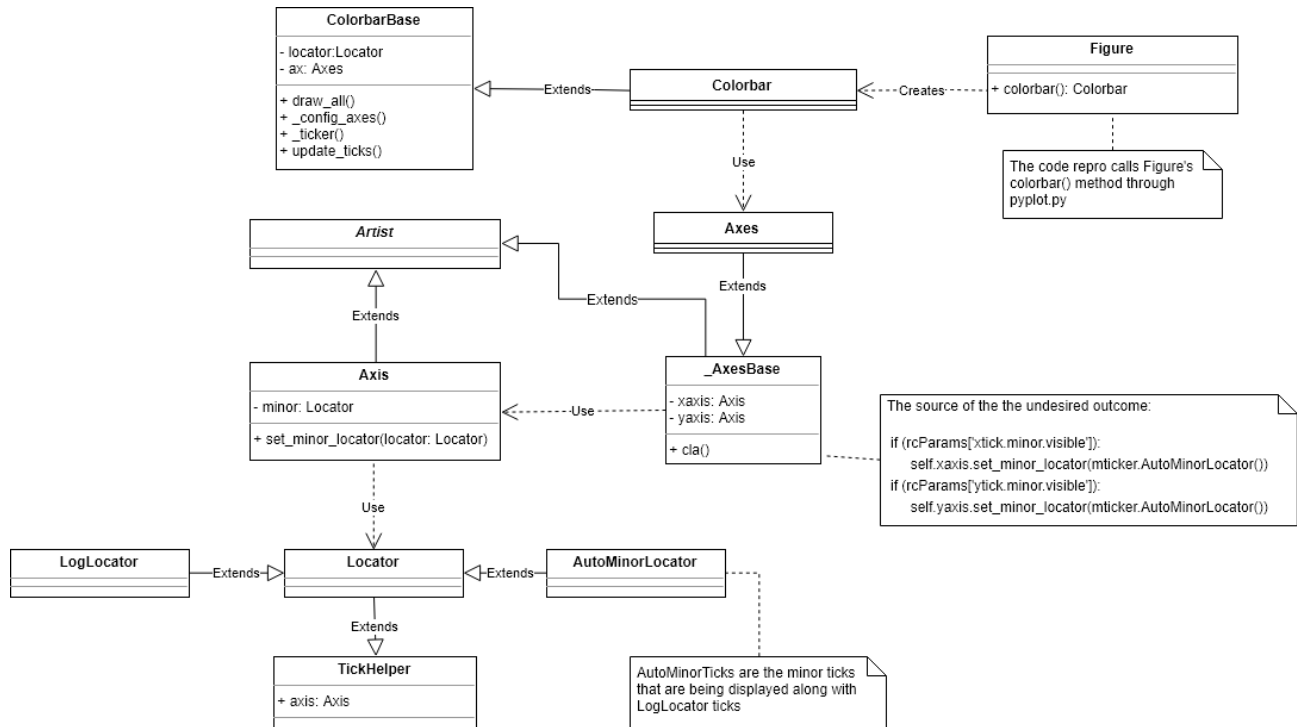 ColorbarBase
- locator:Locator
- ax: Axes
+ draw_all()
+ _config_axes()
+ _ticker()
+ update_ticks()
Extends
Colorbar
Creates
Figure
+ colorbar(): Colorbar
The code repro calls Figure's
colorbar() method through
pyplot.py
Use
Axes
Artist
Extends
Extends
Extends
Axis
- minor: Locator
+ set_minor_locator(locator: Locator)
Use
_AxesBase
- xaxis: Axis
- yaxis: Axis
+ cla()
The source of the the undesired outcome:
if (rcParams['xtick.minor.visible']):
self.xaxis.set_minor_locator(mticker.AutoMinorLocator())
if (rcParams['ytick.minor.visible']):
self.yaxis.set_minor_locator(mticker.AutoMinorLocator())
Use
LogLocator
Extends
Locator
Extends
AutoMinorLocator
Extends
TickHelper
+ axis: Axis
AutoMinorTicks are the minor ticks
that are being displayed along with
LogLocator ticks